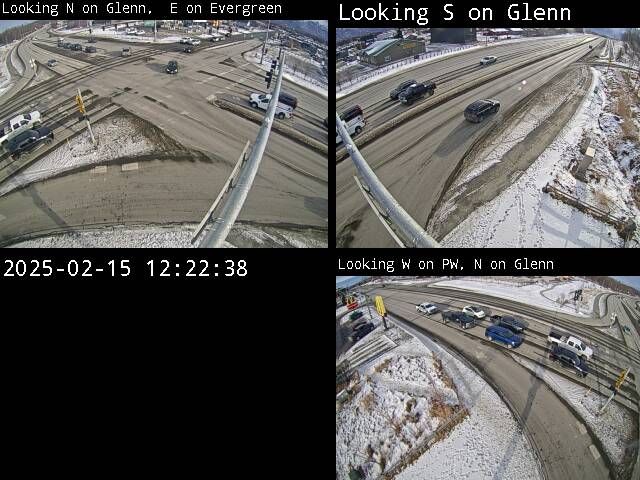 Looking N on Glenn,  E on Evergreen
Looking S on Glenn
2025-02-15 12:22:38
Looking W on PW, N on Glenn